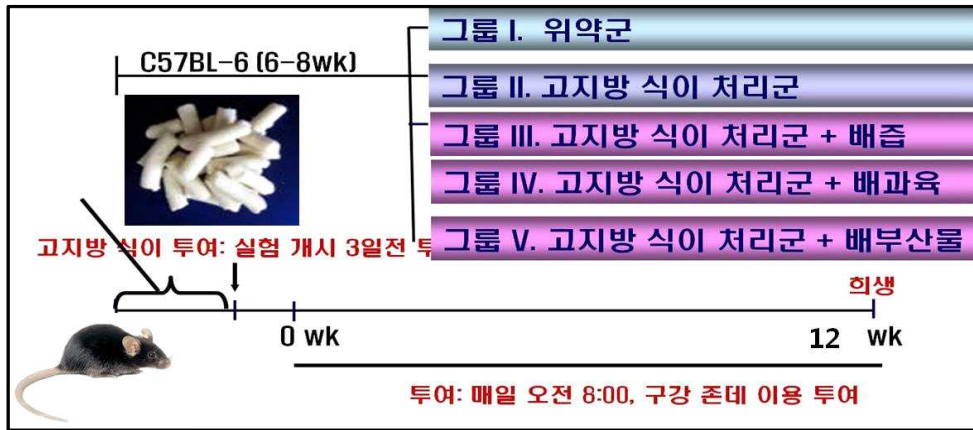 그룹 I. 위약군
C57BL-6 (6-8wk)
그룹 II. 고지방 식이 처리군
그룹 III. 고지방 식이 처리군 + 배즙
그룹 IV. 고지방 식이 처리군 + 배과육
고지방 식이 투여: 실험 개시 3일전 투
그룹 V. 고지방 식이 처리군 + 배부산물
희생
0 wk
12 wk
투여: 매일 오전 8:00, 구강 존데 이용 투여